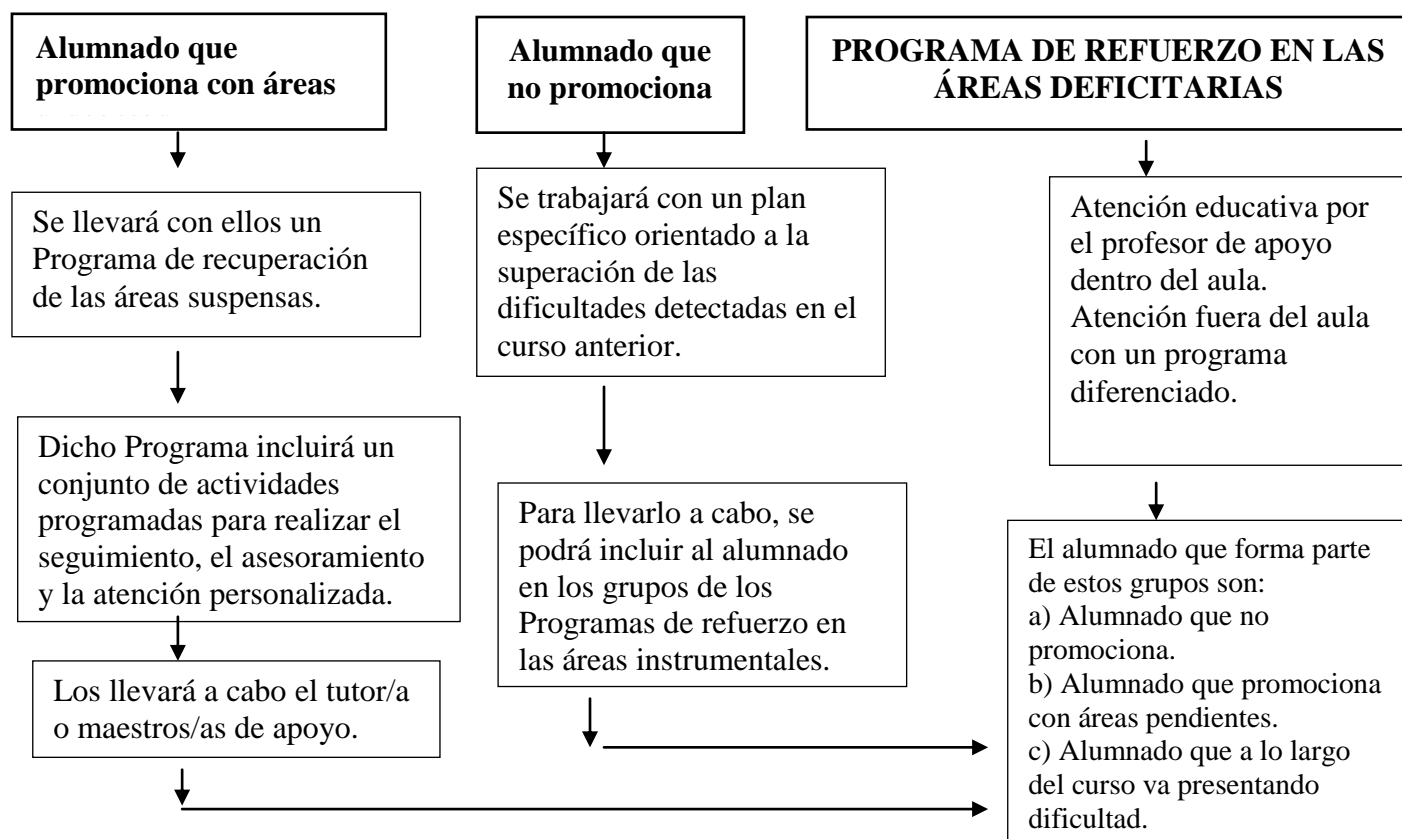 Alumnado que
promociona con áreas
Se llevará con ellos un
Programa de recuperación
de las áreas suspensas.
Dicho Programa incluirá un
conjunto de actividades
programadas para realizar el
seguimiento, el asesoramiento
y la atención personalizada.
Los llevará a cabo el tutor/a
o maestros/as de apoyo.
Alumnado que
no promociona
Se trabajará con un plan
específico orientado a la
superación de las
dificultades detectadas en el
curso anterior.
Para llevarlo a cabo, se
podrá incluir al alumnado
en los grupos de los
Programas de refuerzo en
las áreas instrumentales.
PROGRAMA DE REFUERZO EN LAS
ÁREAS DEFICITARIAS
Atención educativa por
el profesor de apoyo
dentro del aula.
Atención fuera del aula
con un programa
diferenciado.
El alumnado que forma parte
de estos grupos son:
a) Alumnado que no
promociona.
b) Alumnado que promociona
con áreas pendientes.
c) Alumnado que a lo largo
del curso va presentando
dificultad.